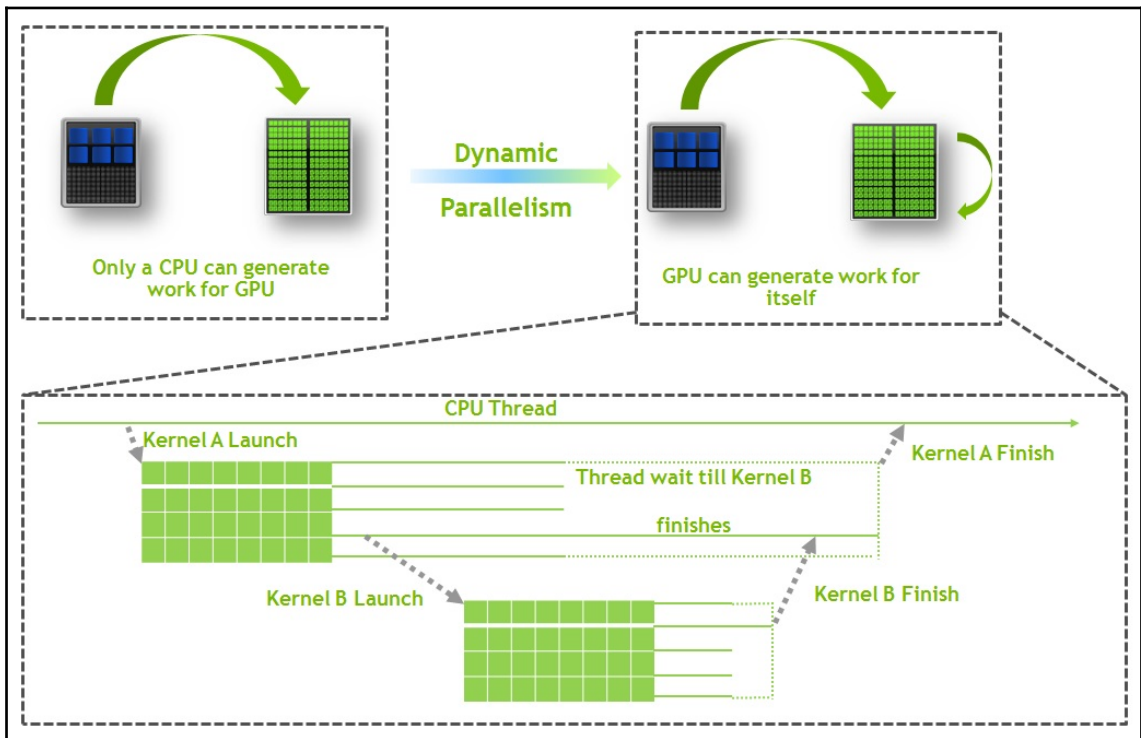 Only a CPU can generate
work for GPU
Dynamic
Parallelism
GPU can generate work for
itself
CPU Thread
Kernel A Launch
Kernel A Finish
Thread wait till Kernel B
finishes
Kernel B Launch
Kernel B Finish